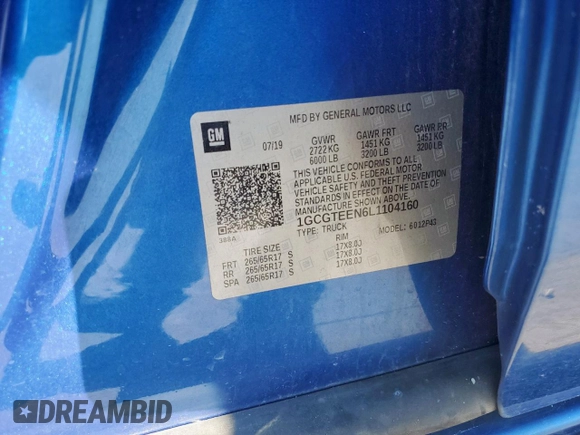 MFD BY GENERAL MOTORS LLC
GM
07/19 GVWR GAWR FRT GAWR RR
2722 KG 1451 KG 1451 KG
6000 LB 3200 LB 3200 LB
THIS VEHICLE CONFORMS TO ALL
APPLICABLE U.S. FEDERAL MOTOR
VEHICLE SAFETY AND THEFT PREVENTION
STANDARDS IN EFFECT ON THE DATE OF
MANUFACTURE SHOWN ABOVE.
1GCGTEEN6L1104160
TYPE: TRUCK MODEL:
TIRE SIZE RIM
FRT 265/65R17 S 17X8.0J
RR 265/65R17 S 17X8.0J
SPA 265/65R17 S 17X8.0J
DREAMBID